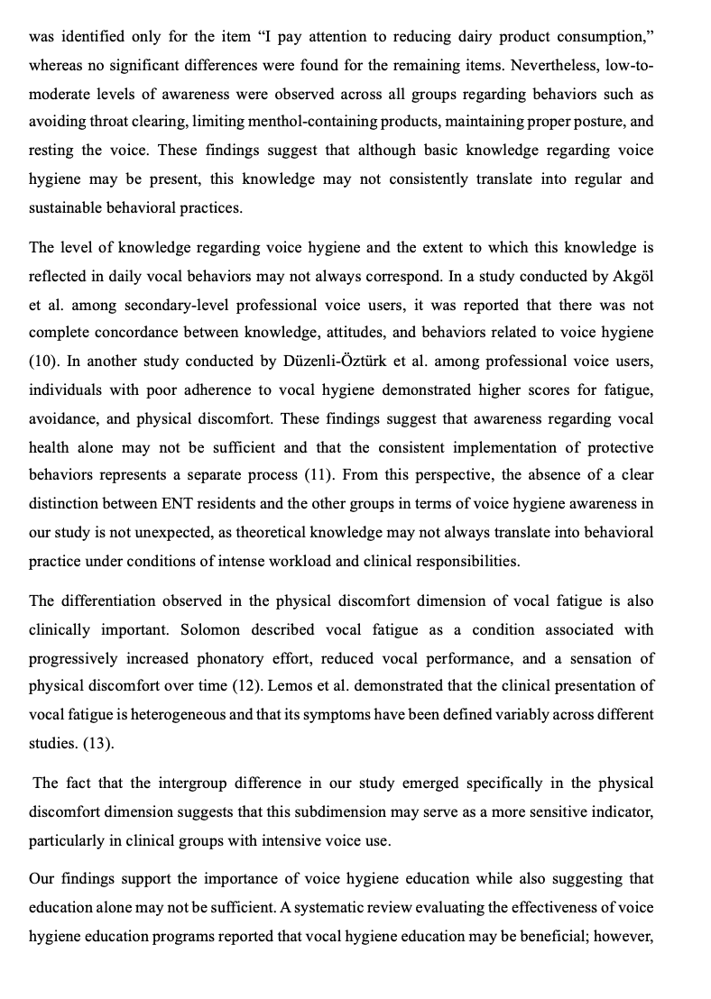 was identified only for the item “I pay attention to reducing dairy product consumption,”
whereas no significant differences were found for the remaining items. Nevertheless, low-to-
moderate levels of awareness were observed across all groups regarding behaviors such as
avoiding throat clearing, limiting menthol-containing products, maintaining proper posture, and
resting the voice. These findings suggest that although basic knowledge regarding voice
hygiene may be present, this knowledge may not consistently translate into regular and
sustainable behavioral practices.
The level of knowledge regarding voice hygiene and the extent to which this knowledge is
reflected in daily vocal behaviors may not always correspond. In a study conducted by Akgöl
et al. among secondary-level professional voice users, it was reported that there was not
complete concordance between knowledge, attitudes, and behaviors related to voice hygiene
(10). In another study conducted by Düzenli-Öztürk et al. among professional voice users,
individuals with poor adherence to vocal hygiene demonstrated higher scores for fatigue,
avoidance, and physical discomfort. These findings suggest that awareness regarding vocal
health alone may not be sufficient and that the consistent implementation of protective
behaviors represents a separate process (11). From this perspective, the absence of a clear
distinction between ENT residents and the other groups in terms of voice hygiene awareness in
our study is not unexpected, as theoretical knowledge may not always translate into behavioral
practice under conditions of intense workload and clinical responsibilities.
The differentiation observed in the physical discomfort dimension of vocal fatigue is also
clinically important. Solomon described vocal fatigue as a condition associated with
progressively increased phonatory effort, reduced vocal performance, and a sensation of
physical discomfort over time (12). Lemos et al. demonstrated that the clinical presentation of
vocal fatigue is heterogeneous and that its symptoms have been defined variably across different
studies. (13).
The fact that the intergroup difference in our study emerged specifically in the physical
discomfort dimension suggests that this subdimension may serve as a more sensitive indicator,
particularly in clinical groups with intensive voice use.
Our findings support the importance of voice hygiene education while also suggesting that
education alone may not be sufficient. A systematic review evaluating the effectiveness of voice
hygiene education programs reported that vocal hygiene education may be beneficial; however,